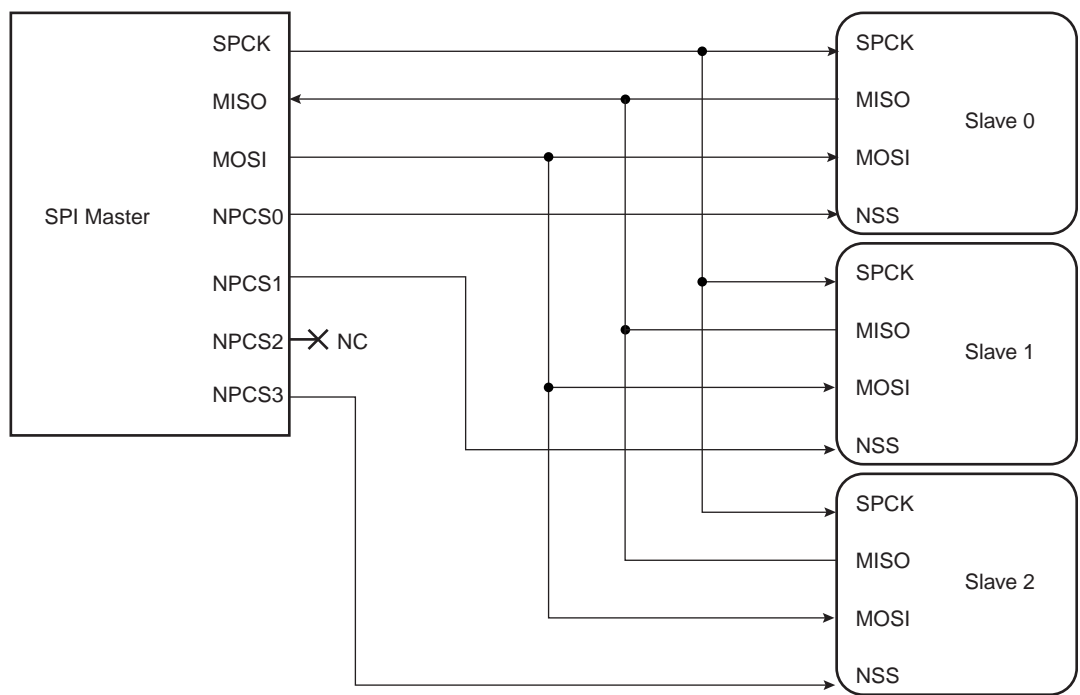 SPI Master
SPCK
MISO
MOSI
NPCS0
NPCS1
NPCS2
NC
NPCS3
SPCK
MISO
Slave 0
MOSI
NSS
SPCK
MISO
Slave 1
MOSI
NSS
SPCK
MISO
Slave 2
MOSI
NSS